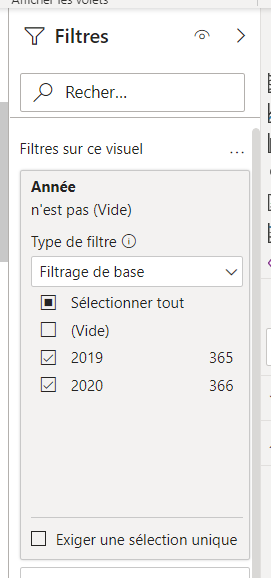 Afficher les volets
Filtres
Recher...
Filtres sur ce visuel
Année
n'est pas (Vide)
Type de filtre
Filtrage de base
Sélectionner tout
(Vide)
2019 365
2020 366
Exiger une sélection unique